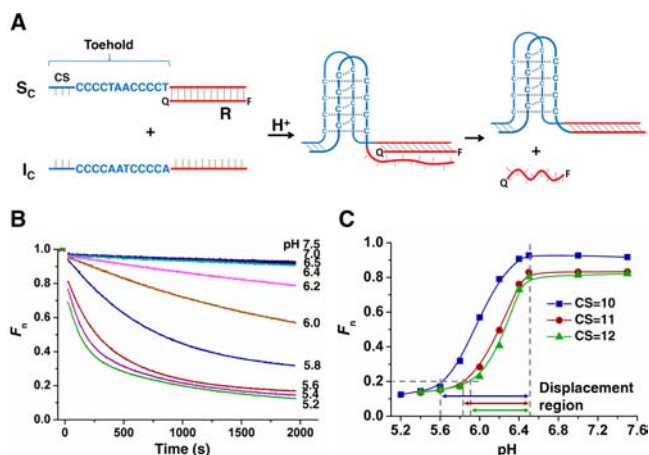 A
Toehold
CS
S_C CCCCTAACCCCT
Q F
R
+
H+
I_C CCCCAATCCCCA
C C C C
C C C C
C C C C
C C C C
Q F
+
Q F
B
1.0
0.8
0.6
0.4
0.2
0.0
F_n
0 500 1000 1500 2000
Time (s)
pH 7.5
7.0
6.5
6.4
6.2
6.0
5.8
5.6
5.4
5.2
C
1.0
0.8
0.6
0.4
0.2
0.0
F_n
CS=10
CS=11
CS=12
Displacement
region
5.2 5.6 6.0 6.4 6.8 7.2 7.6
pH